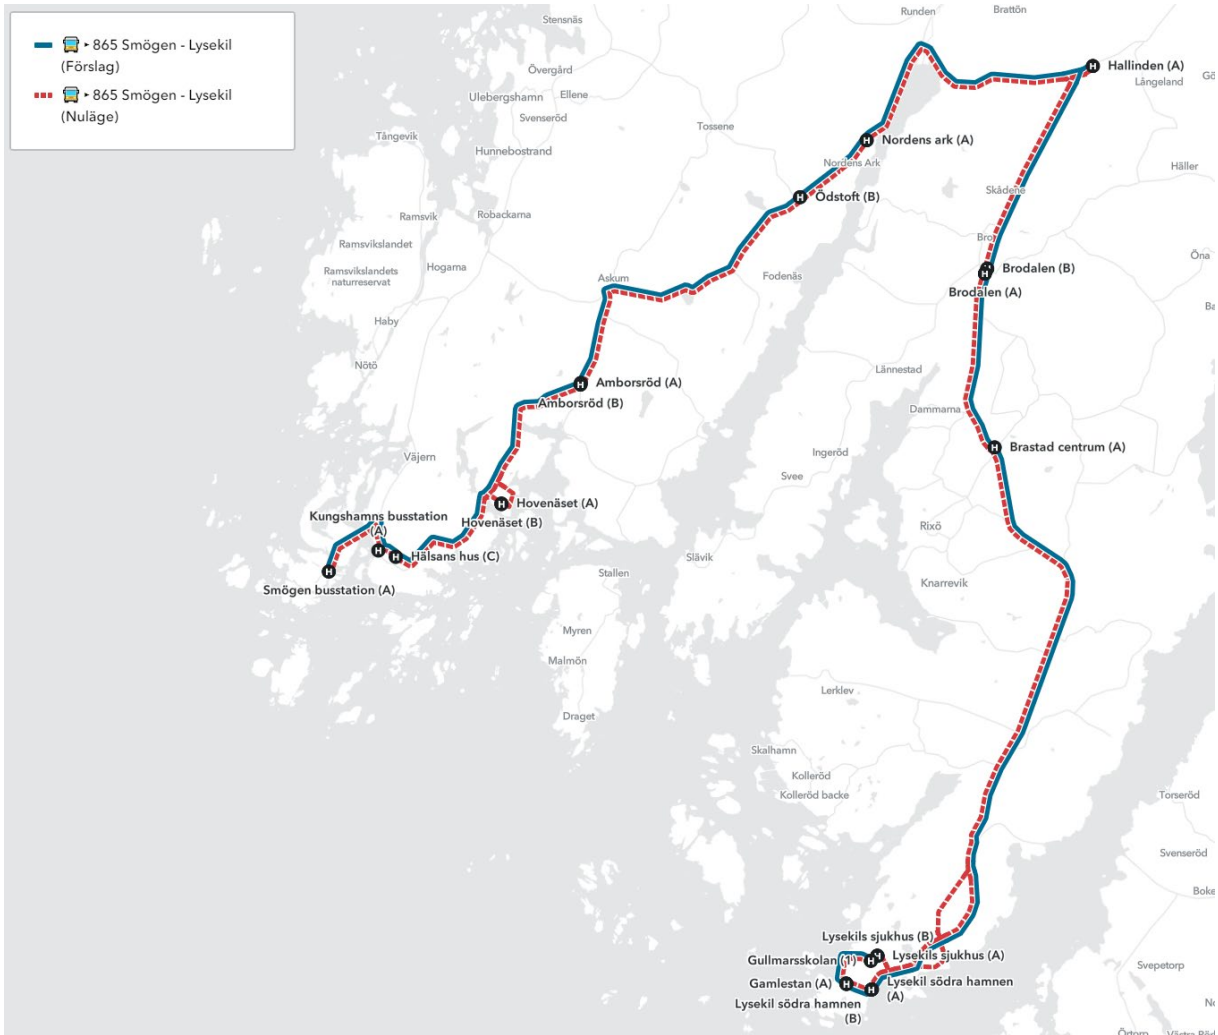 865 Smögen - Lysekil
(Förslag)
865 Smögen - Lysekil
(Nuläge)
Stensnäs
Runden
Brattön
Övergård
Hallinden (A)
Långeland
Ulebergshamn
Ellene
Svenseröd
Tossene
Tångevik
Hunnebostrand
Nordens ark (A)
Nordens Ark
Häller
Ödstoft (B)
Skådene
Ramsvik
Robackarna
Ramsvikslandet
Bro
Öna
Hogarna
Ramsvikslandets
naturreservat
Askum
Fodenäs
Brodalen (B)
Brodalen (A)
Haby
Nötö
Lännestad
Amborsröd (A)
Amborsröd (B)
Dammarna
Brastad centrum (A)
Väjern
Ingeröd
Svee
Hovenäset (A)
Hovenäset (B)
Kungshamns busstation
(A)
Rixö
Hälsans hus (C)
Slävik
Smögen busstation (A)
Stallen
Knarrevik
Myren
Malmön
Lerklev
Draget
Skalhamn
Kolleröd
Kolleröd backe
Torseröd
Svenseröd
Lysekils sjukhus (B)
Lysekils sjukhus (A)
Gullmarsskolan (1)
Svepetorp
Gamlestan (A)
Lysekil södra hamnen
(A)
Lysekil södra hamnen
(B)